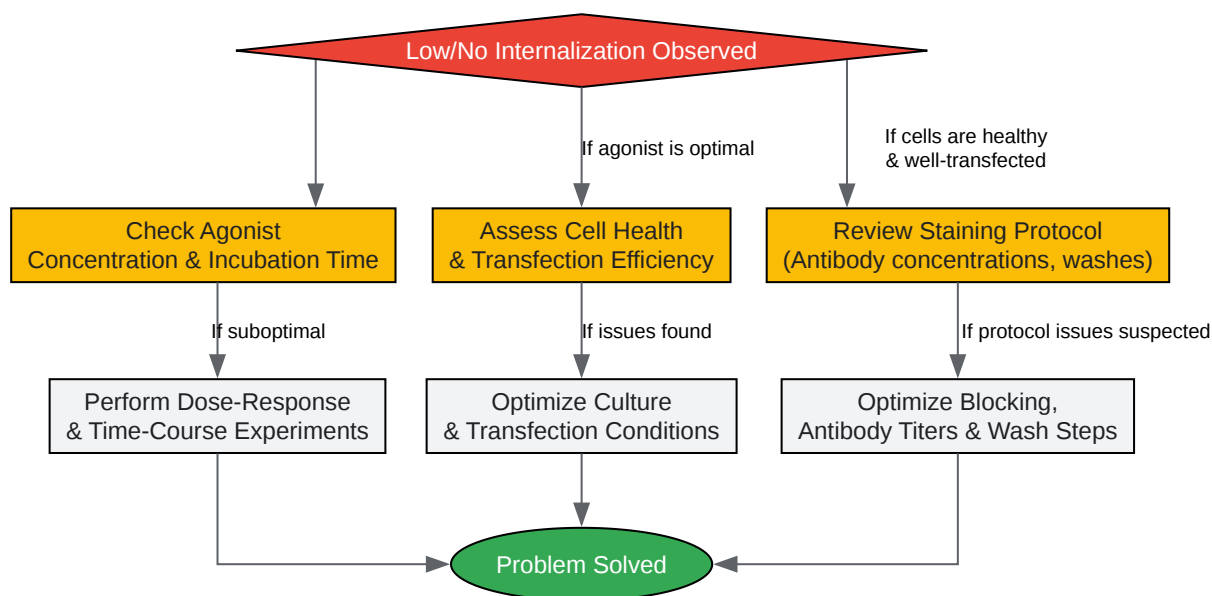 Low/No Internalization Observed
If agonist is optimal
If cells are healthy
& well-transfected
Check Agonist
Concentration & Incubation Time
Assess Cell Health
& Transfection Efficiency
Review Staining Protocol
(Antibody concentrations, washes)
If suboptimal
If issues found
If protocol issues suspected
Perform Dose-Response
& Time-Course Experiments
Optimize Culture
& Transfection Conditions
Optimize Blocking,
Antibody Titers & Wash Steps
Problem Solved